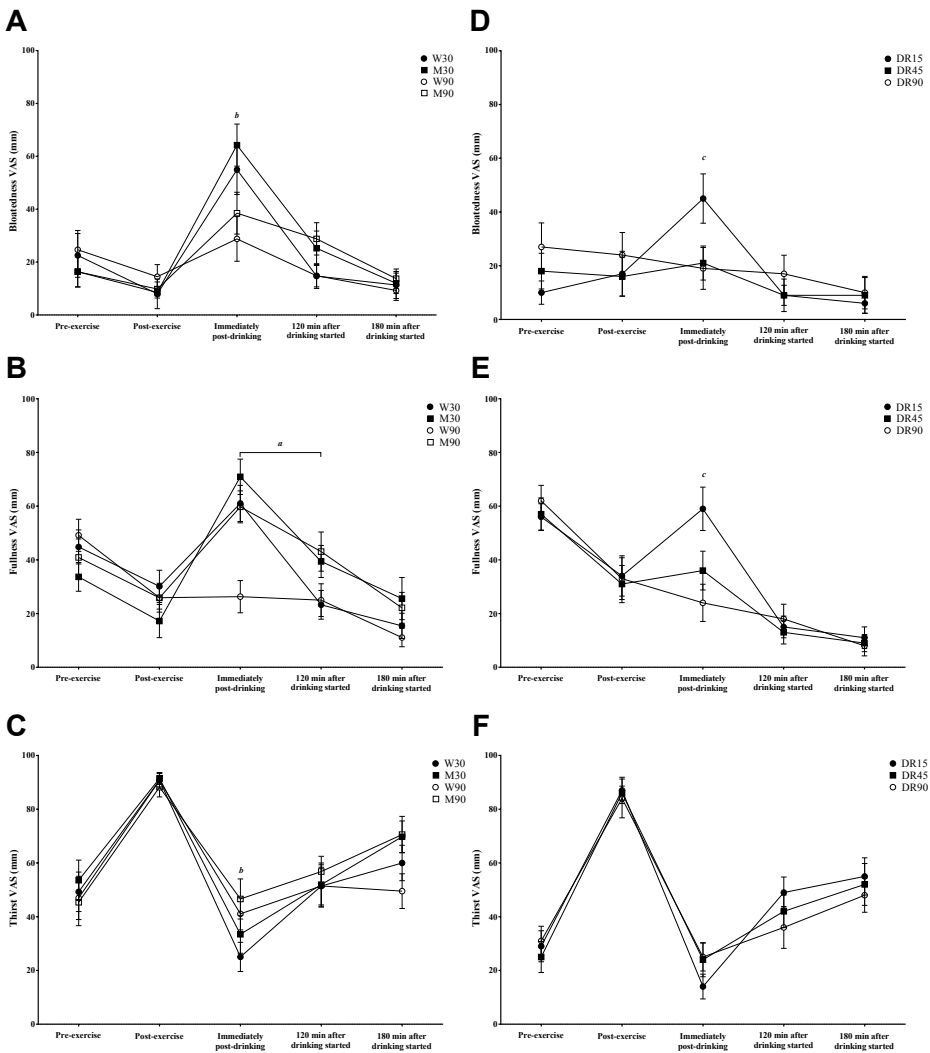 A
100
80
60
40
20
0
Bloatedness VAS (mm)
b
W30
M30
W90
M90
Pre-exercise
Post-exercise
Immediately
post-drinking
120 min after
drinking started
180 min after
drinking started
D
100
80
60
40
20
0
Bloatedness VAS (mm)
c
DR15
DR45
DR90
Pre-exercise
Post-exercise
Immediately
post-drinking
120 min after
drinking started
180 min after
drinking started
B
100
80
60
40
20
0
Fullness VAS (mm)
a
W30
M30
W90
M90
Pre-exercise
Post-exercise
Immediately
post-drinking
120 min after
drinking started
180 min after
drinking started
E
100
80
60
40
20
0
Fullness VAS (mm)
c
DR15
DR45
DR90
Pre-exercise
Post-exercise
Immediately
post-drinking
120 min after
drinking started
180 min after
drinking started
C
100
80
60
40
20
0
Thirst VAS (mm)
b
W30
M30
W90
M90
Pre-exercise
Post-exercise
Immediately
post-drinking
120 min after
drinking started
180 min after
drinking started
F
100
80
60
40
20
0
Thirst VAS (mm)
DR15
DR45
DR90
Pre-exercise
Post-exercise
Immediately
post-drinking
120 min after
drinking started
180 min after
drinking started